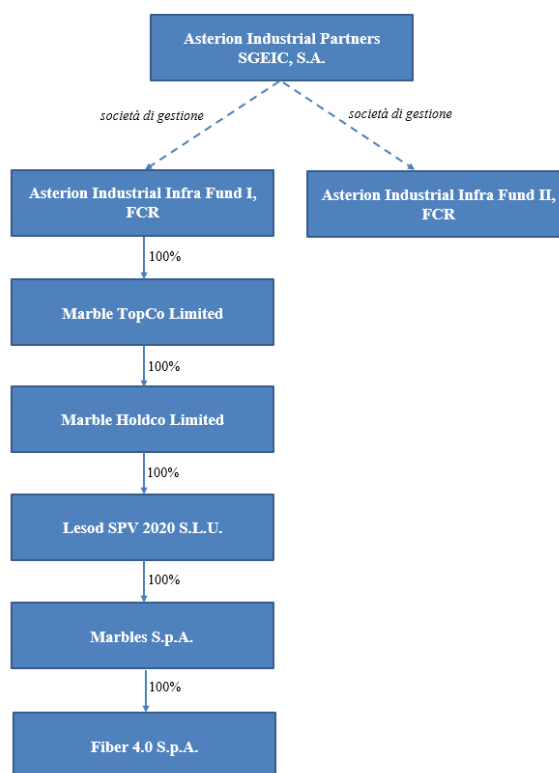 Asterion Industrial Partners
SGEIC, S.A.
società di gestione
società di gestione
Asterion Industrial Infra Fund I,
FCR
Asterion Industrial Infra Fund II,
FCR
100%
Marble TopCo Limited
100%
Marble Holdco Limited
100%
Lesod SPV 2020 S.L.U.
100%
Marbles S.p.A.
100%
Fiber 4.0 S.p.A.